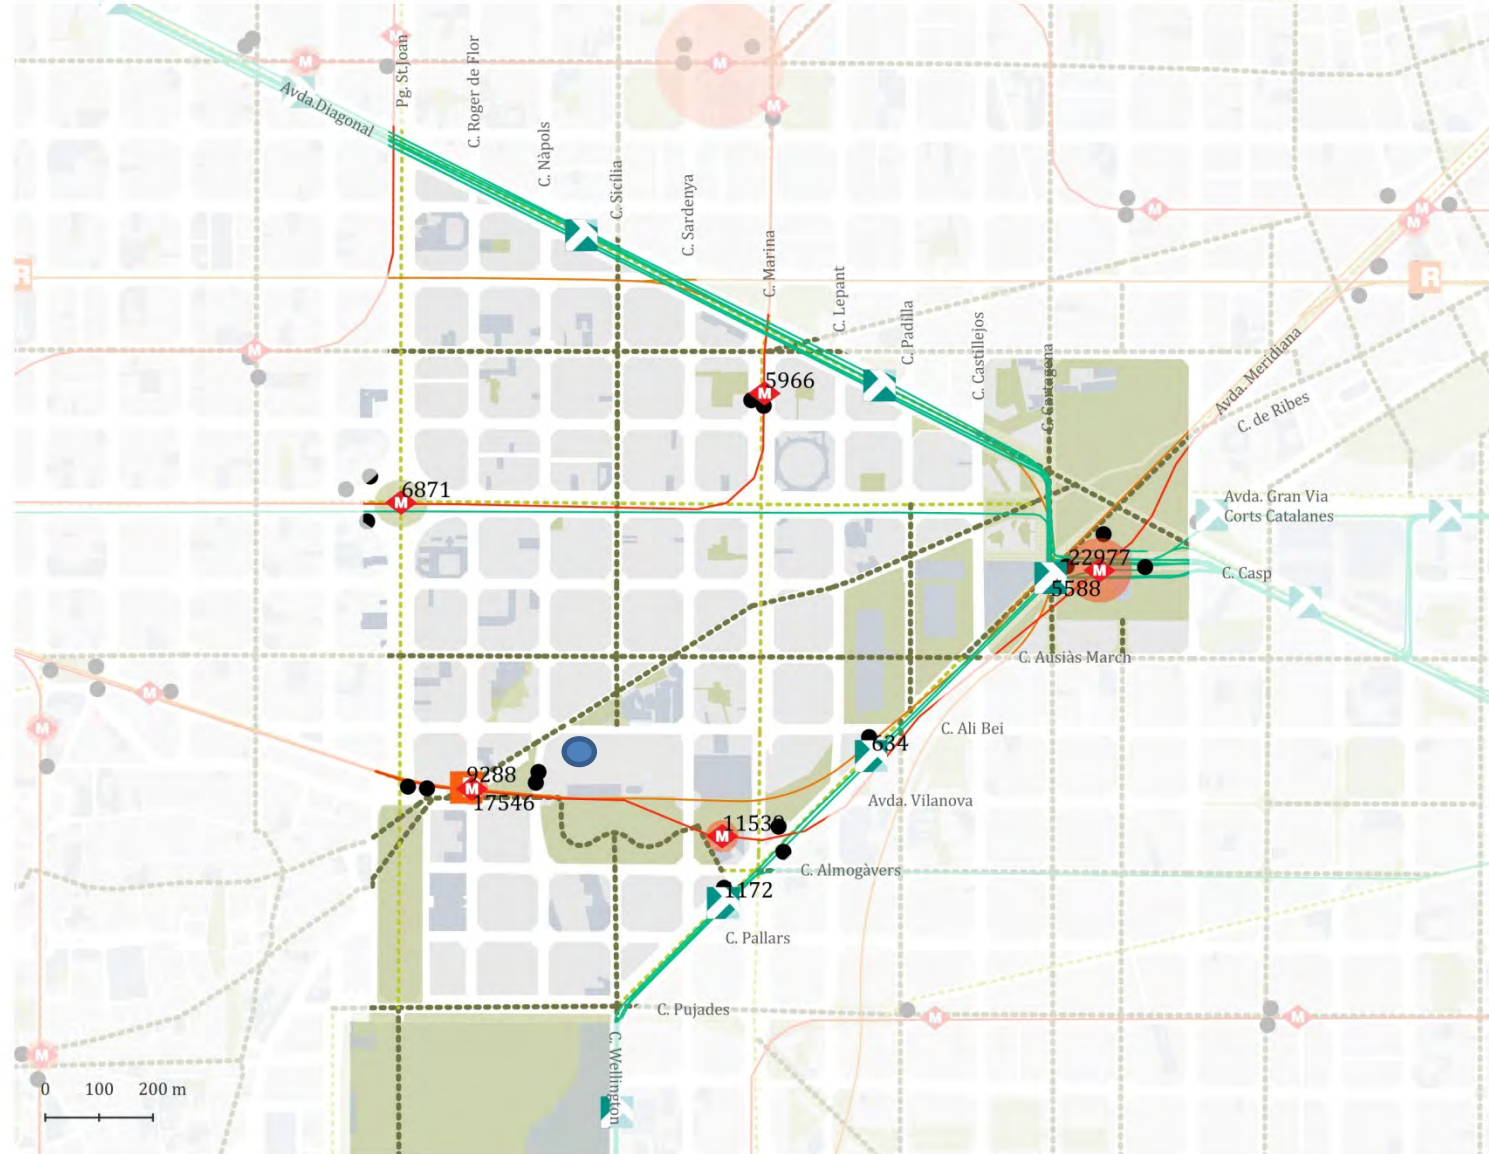 Pg. St.Joan
C. Roger de Flor
Avda.Diagonal
C. Nàpols
C. Sicília
C. Sardenya
C. Marina
C. Lepant
C. Padilla
C. Castillejos
C. Cartagena
Avda. Meridiana
C. de Ribes
M
M
M
M
M
M
M
M
R
R
M
5966
M
6871
M
Avda. Gran Via
Corts Catalanes
22977
M
5588
C. Casp
C. Ausiàs March
M
M
C. Ali Bei
634
9288
M
17546
Avda. Vilanova
M
C. Almogàvers
1172
C. Pallars
C. Pujades
M
M
C. Wellington
M
0 100 200 m